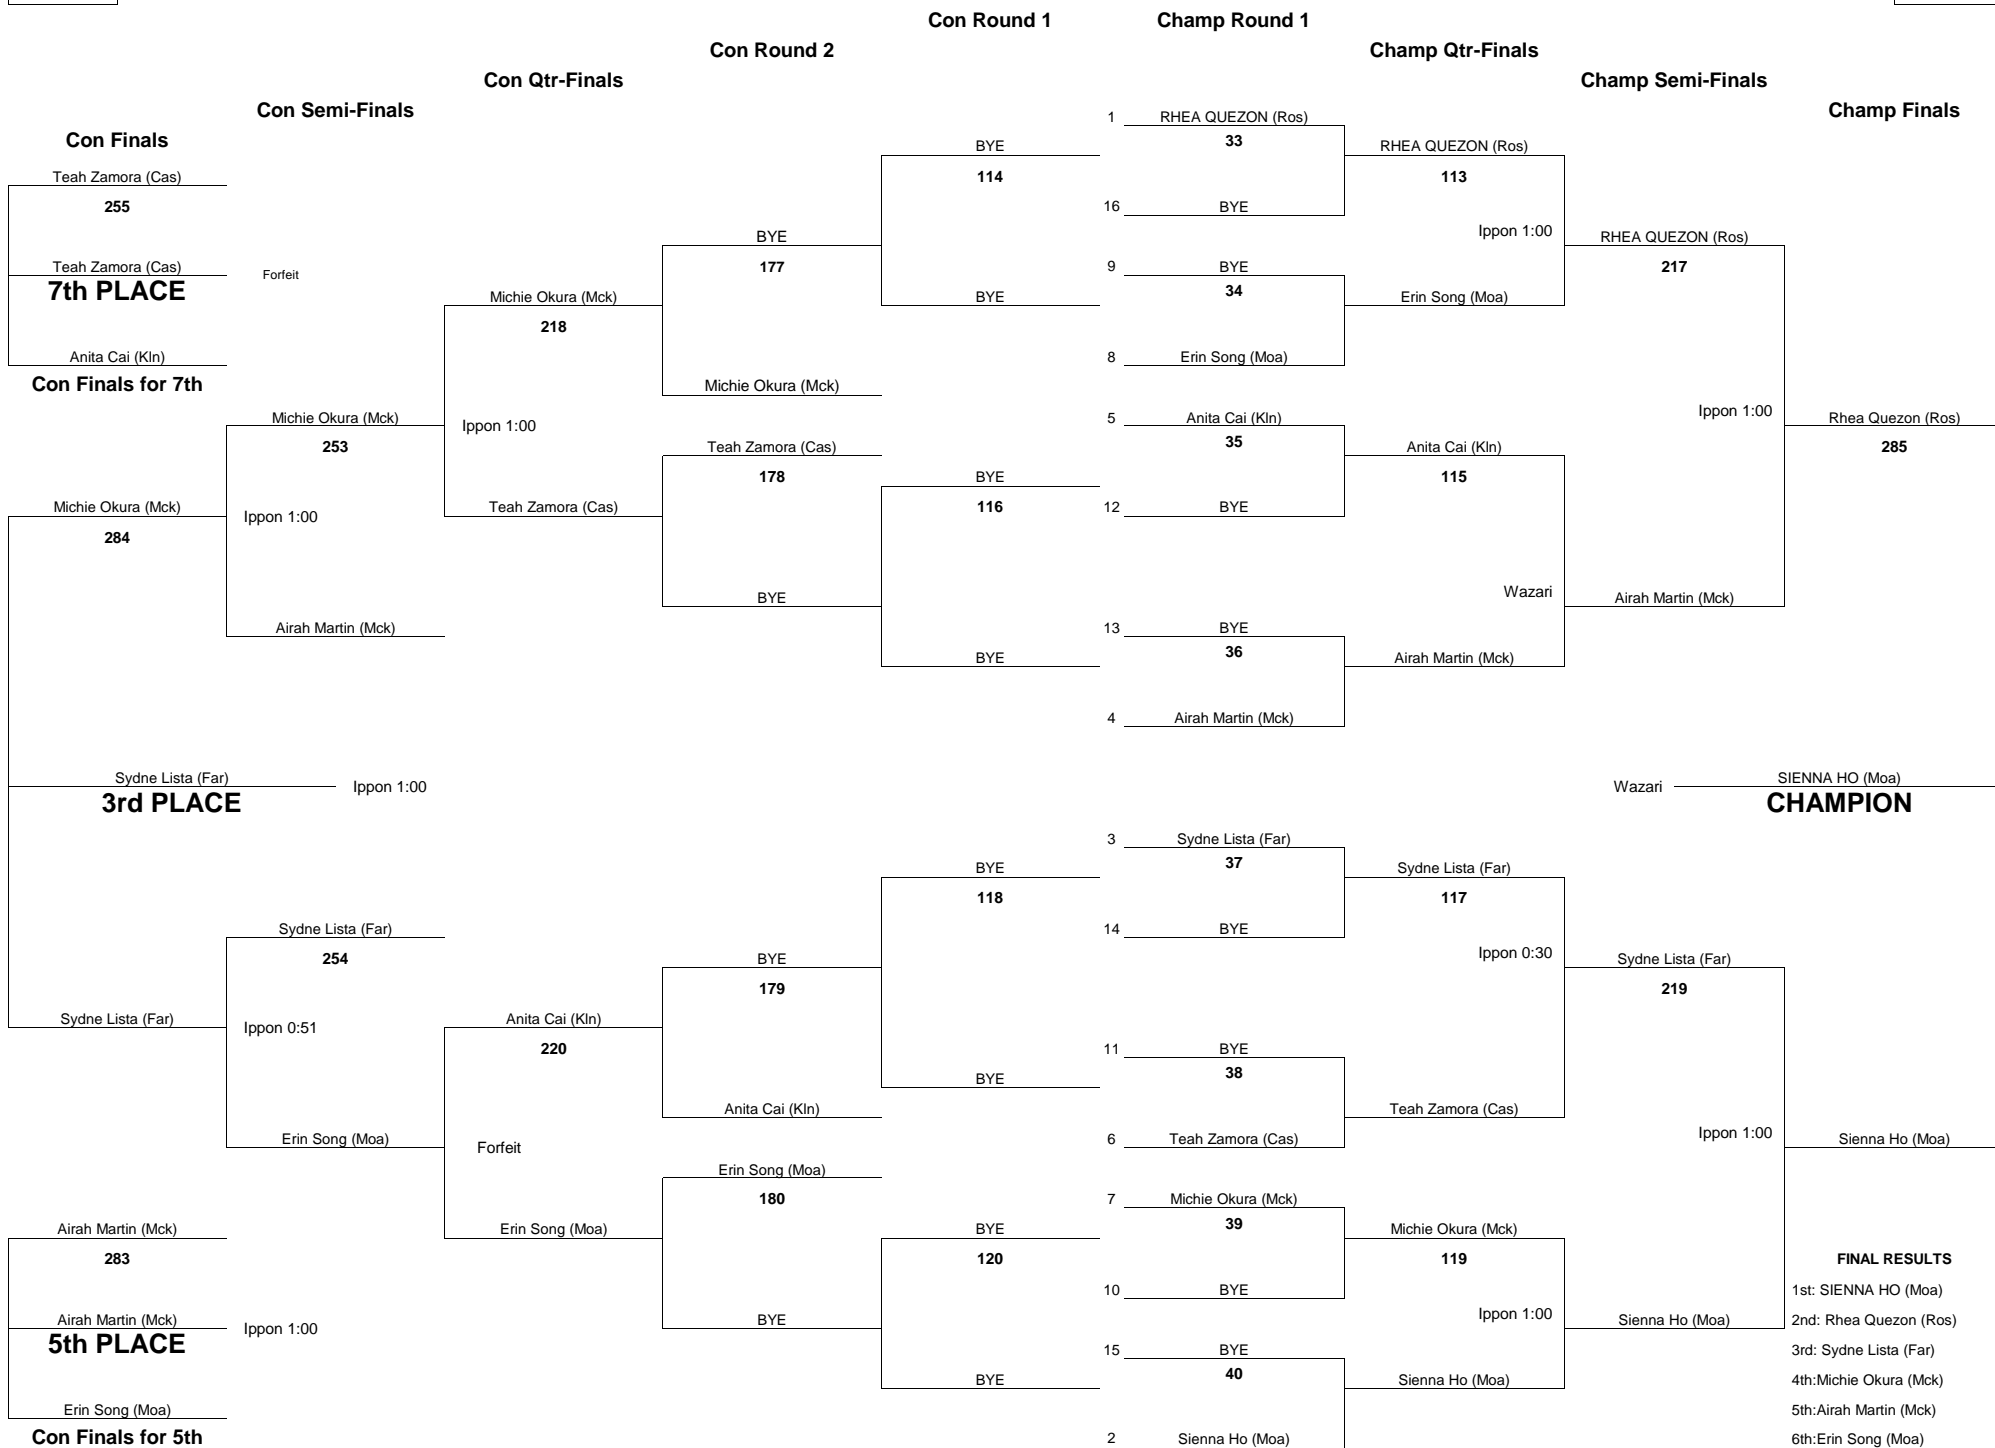 Con Round 1 Champ Round 1
Con Round 2 Champ Qtr-Finals
Con Qtr-Finals Champ Semi-Finals
Con Semi-Finals Champ Finals
Con Finals
1 RHEA QUEZON (Ros)
33
BYE RHEA QUEZON (Ros)
114 113
Teah Zamora (Cas)
255
16 BYE
Ippon 1:00
BYE RHEA QUEZON (Ros)
177 217
Teah Zamora (Cas) Forfeit
7th PLACE
9 BYE
34
Michie Okura (Mck) BYE Erin Song (Moa)
218
Anita Cai (Kln) 8 Erin Song (Moa)
Con Finals for 7th Michie Okura (Mck)
Michie Okura (Mck) Ippon 1:00 5 Anita Cai (Kln) Ippon 1:00 Rhea Quezon (Ros)
253 35 285
Teah Zamora (Cas) Anita Cai (Kln)
178 BYE 115
Michie Okura (Mck) Ippon 1:00 Teah Zamora (Cas) 116 12 BYE
284
Wazari
BYE Airah Martin (Mck)
Airah Martin (Mck) 13 BYE
36
BYE Airah Martin (Mck)
4 Airah Martin (Mck)
Sydne Lista (Far) Ippon 1:00 Wazari SIENNA HO (Moa)
3rd PLACE CHAMPION
3 Sydne Lista (Far)
37
BYE Sydne Lista (Far)
118 117
Sydne Lista (Far) 14 BYE
254 BYE Ippon 0:30 Sydne Lista (Far)
179 219
Sydne Lista (Far) Ippon 0:51 Anita Cai (Kln)
220
11 BYE
38
BYE
Anita Cai (Kln) Teah Zamora (Cas)
Erin Song (Moa) Forfeit 6 Teah Zamora (Cas) Ippon 1:00 Sienna Ho (Moa)
Erin Song (Moa)
180
7 Michie Okura (Mck)
39
Airah Martin (Mck) Erin Song (Moa) BYE Michie Okura (Mck)
283 120 119 FINAL RESULTS
10 BYE 1st: SIENNA HO (Moa)
Airah Martin (Mck) Ippon 1:00 BYE Ippon 1:00 Sienna Ho (Moa) 2nd: Rhea Quezon (Ros)
5th PLACE
15 BYE 3rd: Sydne Lista (Far)
40
BYE Sienna Ho (Moa) 4th:Michie Okura (Mck)
Erin Song (Moa) 5th:Airah Martin (Mck)
Con Finals for 5th 2 Sienna Ho (Moa) 6th:Erin Song (Moa)